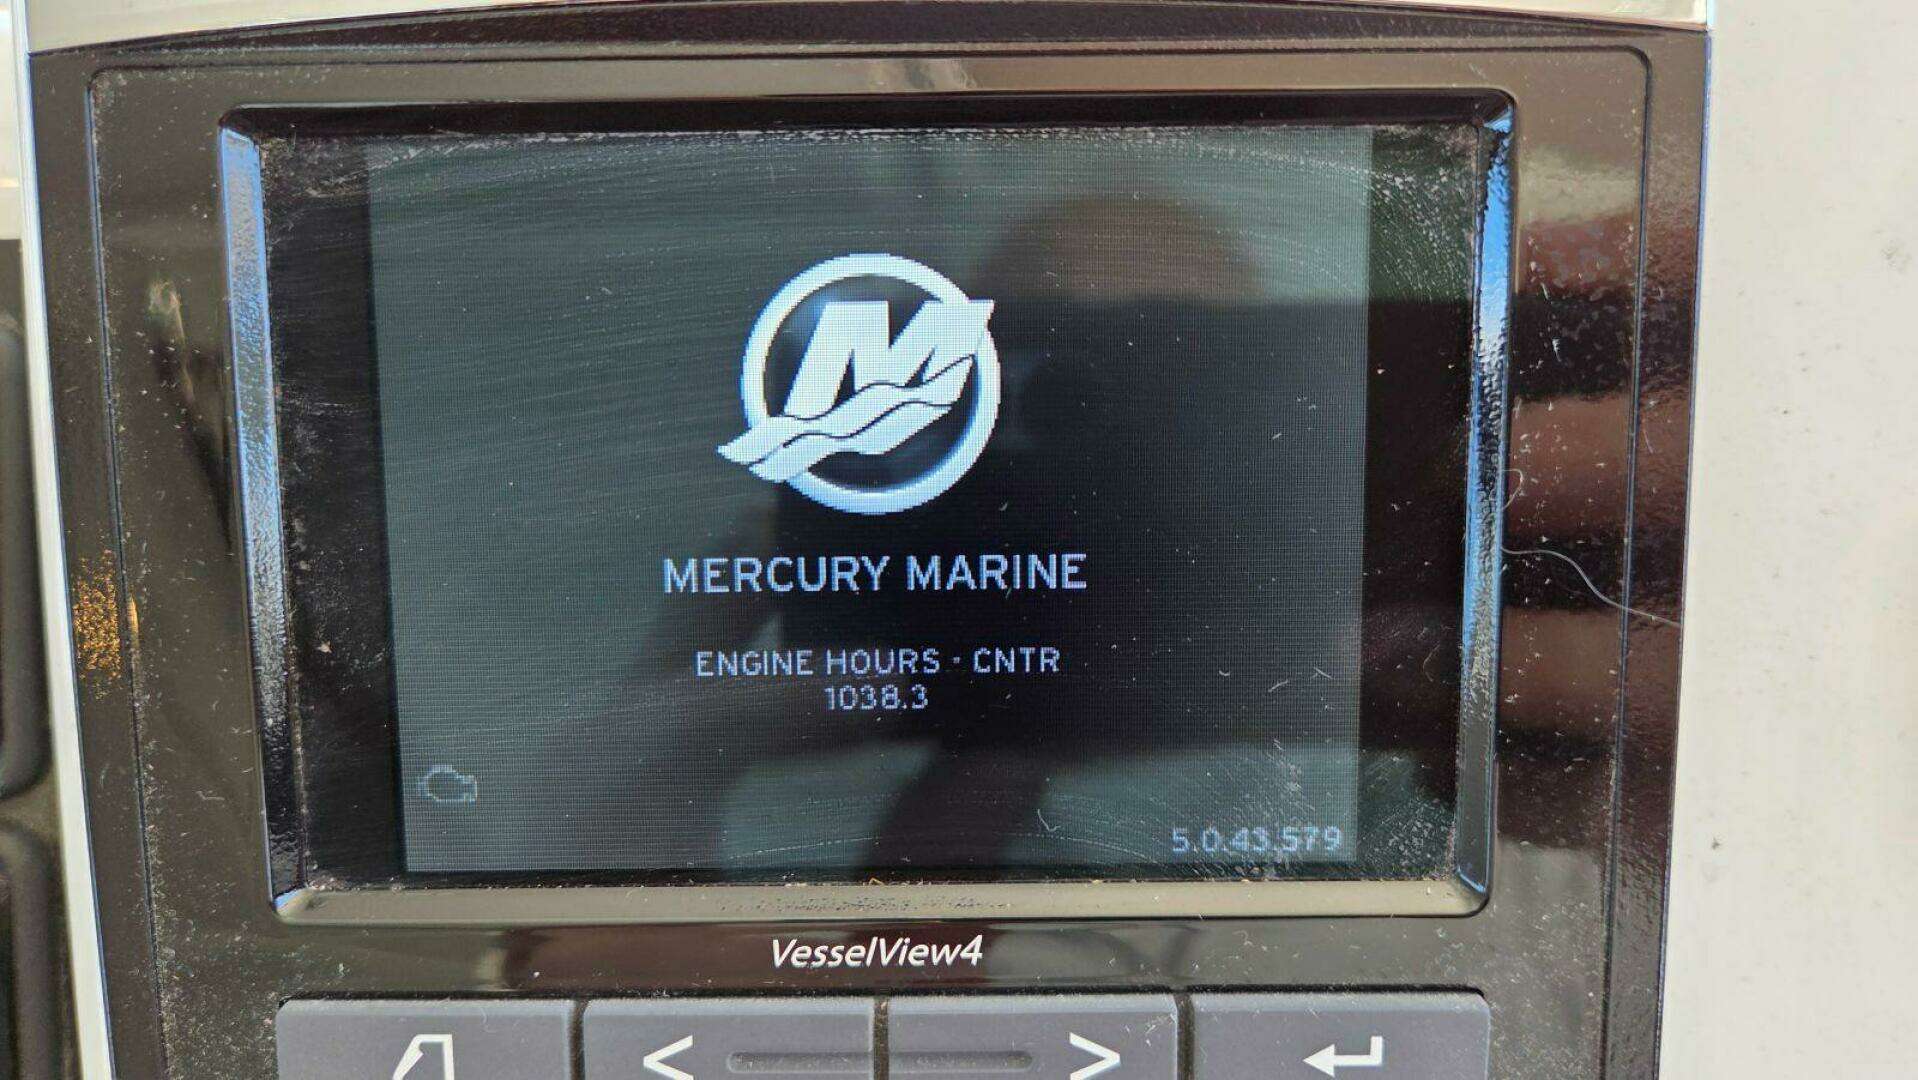 M
MERCURY MARINE
ENGINE HOURS - CNTR
1038.3
5.0.43.579
VesselView4
< >